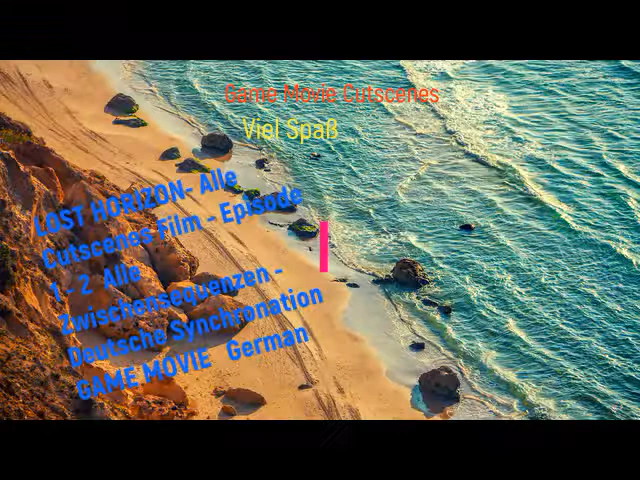 Game Movie Cutscenes
Viel Spaß
LOST HORIZON- Alle
Cutscenes Film - Episode
1 - 2 Alle
Zwischensequenzen -
Deutsche Synchronation
GAME MOVIE German
I